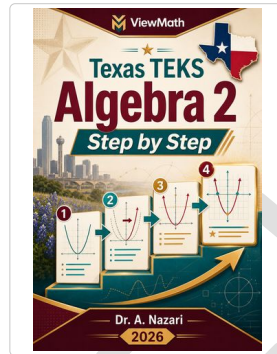 ViewMath
Texas TEKS
Algebra 2
Step by Step
1
2
3
4
Dr. A. Nazari
2026